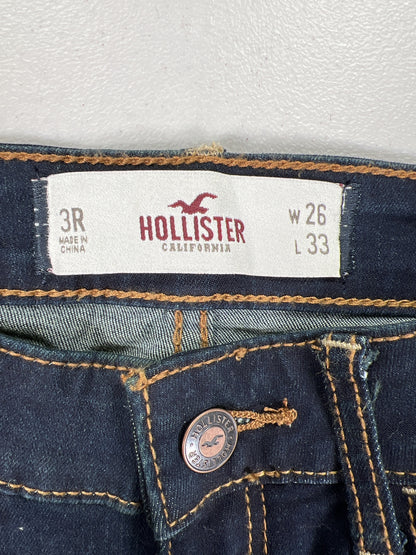 3R
MADE IN
CHINA
HOLLISTER
CALIFORNIA
W 26
L 33
HOLLISTER